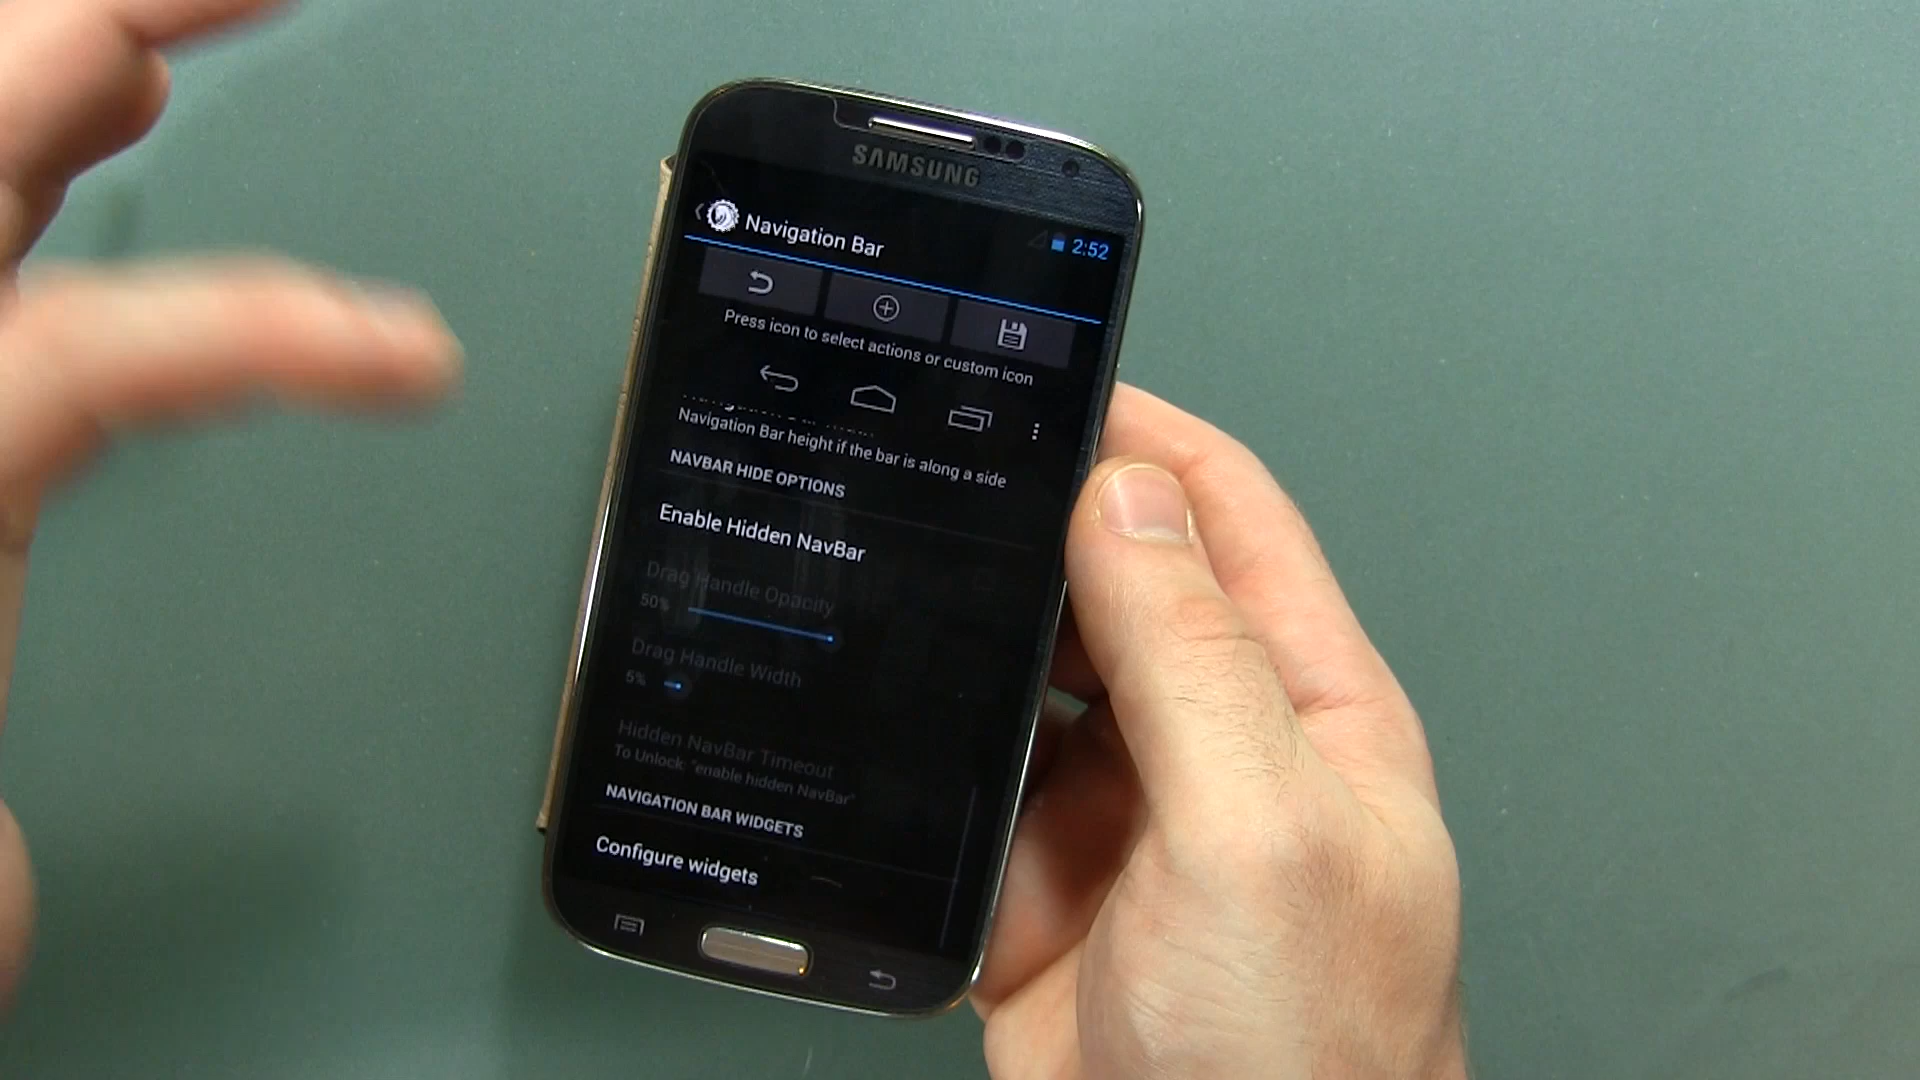 SAMSUNG
Navigation Bar
2:52
Press icon to select actions or custom icon
Navigation Bar height if the bar is along a side
NAVBAR HIDE OPTIONS
Enable Hidden NavBar
Drag Handle Opacity
50%
Drag Handle Width
5%
Hidden NavBar Timeout
To Unlock: "enable hidden NavBar"
NAVIGATION BAR WIDGETS
Configure widgets